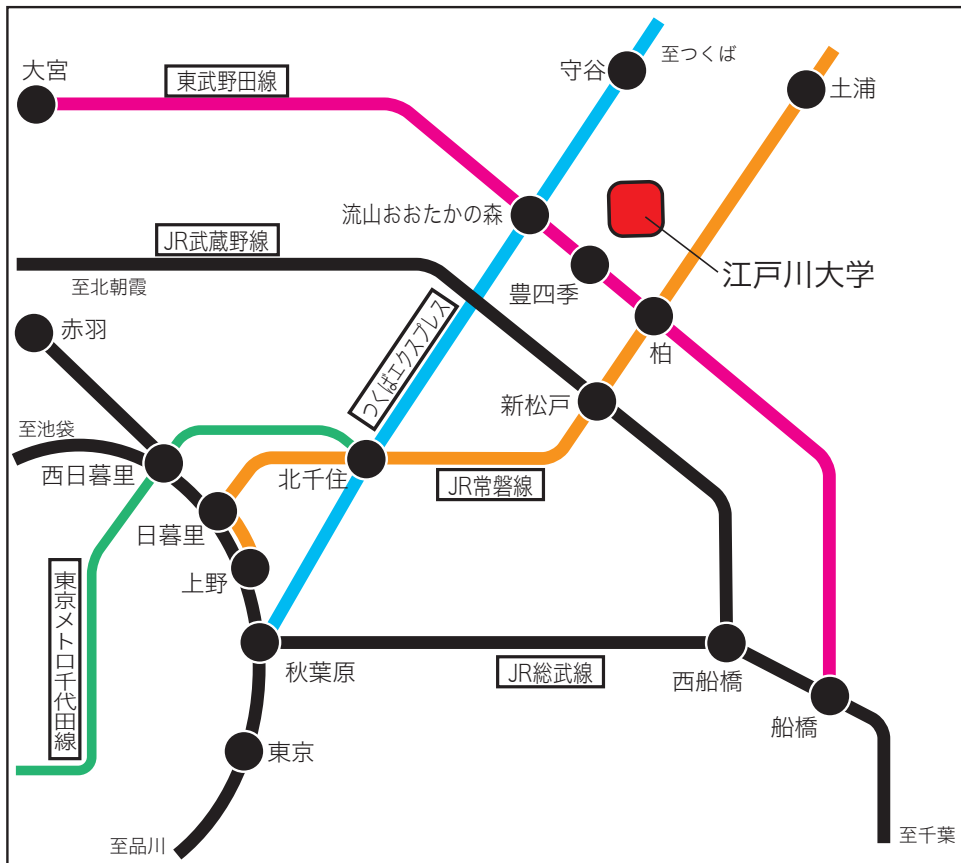 至つくば
守谷
大宮
東武野田線
土浦
流山おおたかの森
JR武蔵野線
江戸川大学
豊四季
至北朝霞
赤羽
つくばエクスプレス
柏
新松戸
至池袋
西日暮里
北千住
JR常磐線
日暮里
上野
東京メトロ千代田線
秋葉原
JR総武線
西船橋
船橋
東京
至品川
至千葉